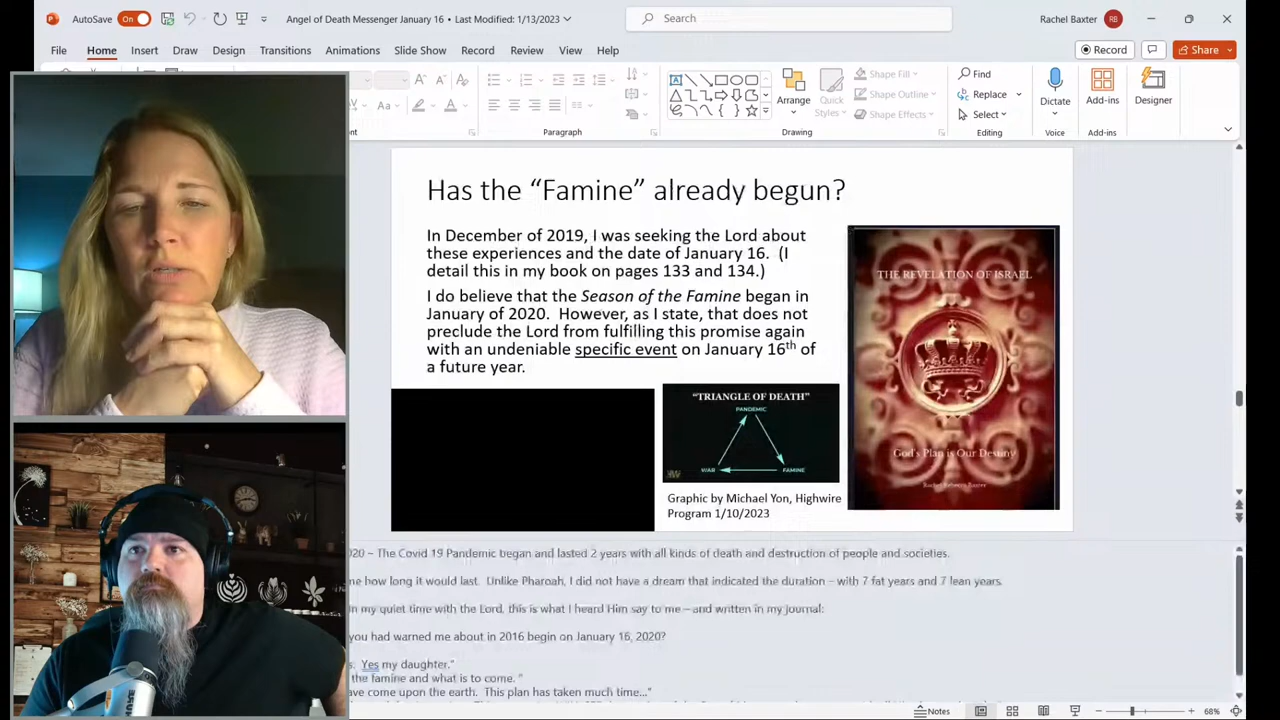 AutoSave
On
Angel of Death Messenger January 16 • Last Modified: 1/13/2023
Search
Rachel Baxter
RB
File
Home
Insert
Draw
Design
Transitions
Animations
Slide Show
Record
Review
View
Help
Record
Share
Aa
Paragraph
Arrange
Quick
Styles
Shape Fill
Shape Outline
Shape Effects
Drawing
Find
Replace
Select
Editing
Dictate
Voice
Add-ins
Add-ins
Designer
Has the “Famine” already begun?
In December of 2019, I was seeking the Lord about
these experiences and the date of January 16. (I
detail this in my book on pages 133 and 134.)
I do believe that the Season of the Famine began in
January of 2020. However, as I state, that does not
preclude the Lord from fulfilling this promise again
with an undeniable specific event on January 16th of
a future year.
“TRIANGLE OF DEATH”
PANDEMIC
WAR
FAMINE
Graphic by Michael Yon, Highwire
Program 1/10/2023
THE REVELATION OF ISRAEL
God's Plan is Our Destiny
Rachel Baxter
20 – The Covid 19 Pandemic began and lasted 2 years with all kinds of death and destruction of people and societies.
me how long it would last. Unlike Pharoah, I did not have a dream that indicated the duration – with 7 fat years and 7 lean years.
in my quiet time with the Lord, this is what I heard Him say to me – and written in my journal:
you had warned me about in 2016 begin on January 16, 2020?
Yes my daughter.”
the famine and what is to come. ”
ave come upon the earth. This plan has taken much time...”
Notes
68%